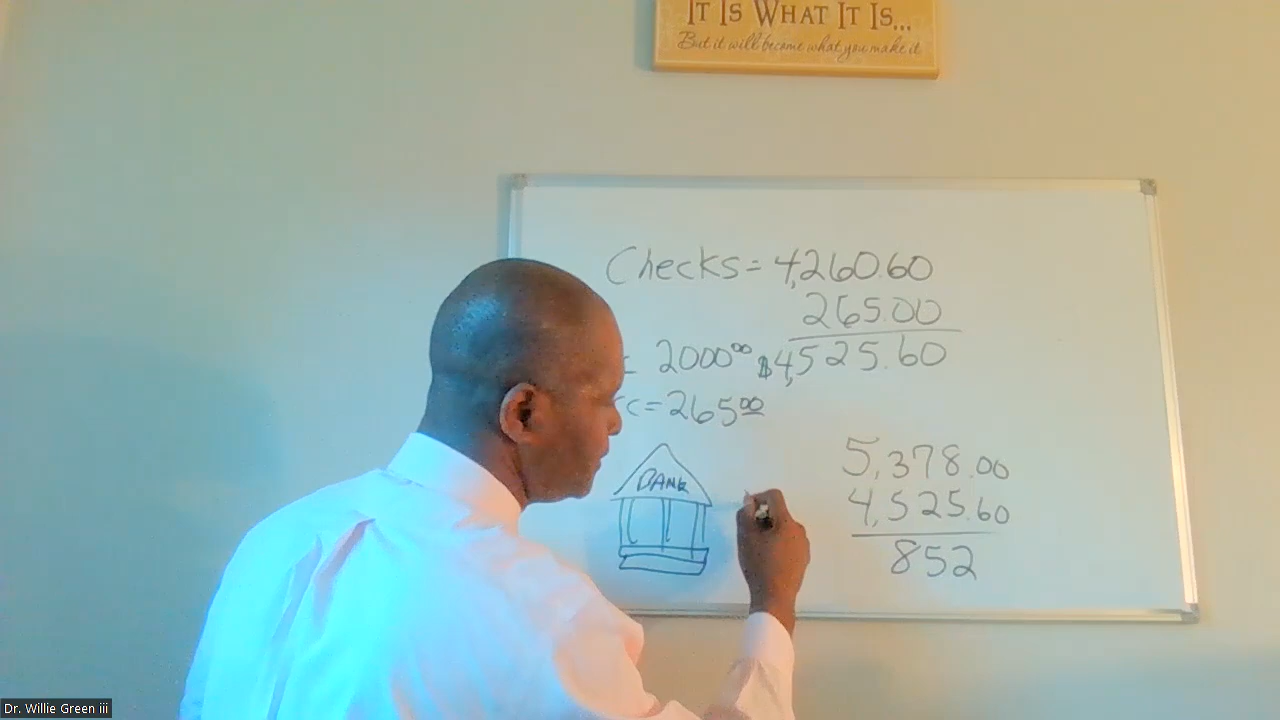 IT IS WHAT IT IS...
But it will become what you make it
Checks = 4,260.60
265.00
= 2000⁰⁰ $4,525.60
c = 265⁰⁰
BANK
5,378.00
4,525.60
852
Dr. Willie Green iii